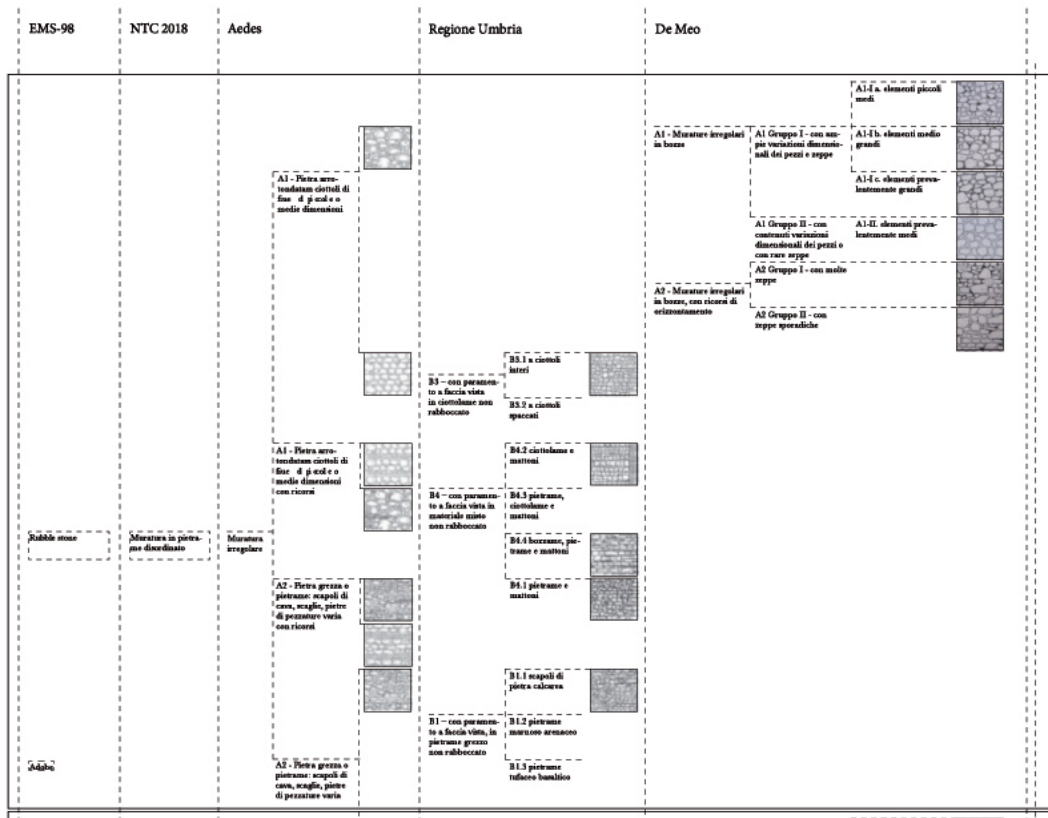 EMS-98
NTC 2018
Aedes
Regione Umbria
De Meo
Rubble stone
Adobe
Muratura in pietra-
me disordinato
Muratura
irregolare
A1 - Pietra arro-
tondatam ciottoli di
fiue d pi col e o
medie dimensioni
A1 - Pietra arro-
tondatam ciottoli di
fiue d pi col e o
medie dimensioni
con ricorsi
A2 - Pietra grezza o
pietrame: scapoli di
cava, scaglie, pietre
di pezzature varia
con ricorsi
A2 - Pietra grezza o
pietrame: scapoli di
cava, scaglie, pietre
di pezzature varia
B3 – con paramen-
to a faccia vista
in ciottolame non
rabboccato
B3.1 a ciottoli
interi
B3.2 a ciottoli
spaccati
B4 – con paramen-
to a faccia vista in
materiale misto
non rabboccato
B4.2 ciottolame e
mattoni
B4.3 pietrame,
ciottolame e
mattoni
B4.4 bozzame, pie-
trame e mattoni
B4.1 pietrame e
mattoni
B1 – con paramen-
to a faccia vista, in
pietrame grezzo
non rabboccato
B1.1 scapoli di
pietra calcarea
B1.2 pietrame
marnoso arenaceo
B1.3 pietrame
tufaceo basaltico
A1 - Murature irregolari
in bozze
A1 Gruppo I - con am-
pie variazioni dimensio-
nali dei pezzi e zeppe
A1-I a. elementi piccoli
medi
A1-I b. elementi medio
grandi
A1-I c. elementi preva-
lentemente grandi
A1 Gruppo II - con
contenuti variazioni
dimensionali dei pezzi o
con rare zeppe
A1-II. elementi preva-
lentemente medi
A2 - Murature irregolari
in bozze, con ricorsi di
orizzontamento
A2 Gruppo I - con molte
zeppe
A2 Gruppo II - con
zeppe sporadiche